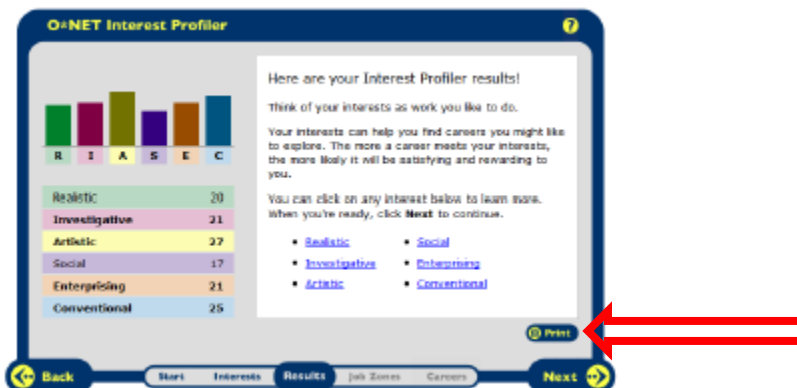 O*NET Interest Profiler
?
R I A S E C
Realistic 20
Investigative 21
Artistic 27
Social 17
Enterprising 21
Conventional 25
Here are your Interest Profiler results!
Think of your interests as work you like to do.
Your interests can help you find careers you might like
to explore. The more a career meets your interests,
the more likely it will be satisfying and rewarding to
you.
You can click on any interest below to learn more.
When you're ready, click Next to continue.
• Realistic
• Investigative
• Artistic
• Social
• Enterprising
• Conventional
Print
Back
Start Interests Results Job Zones Careers
Next